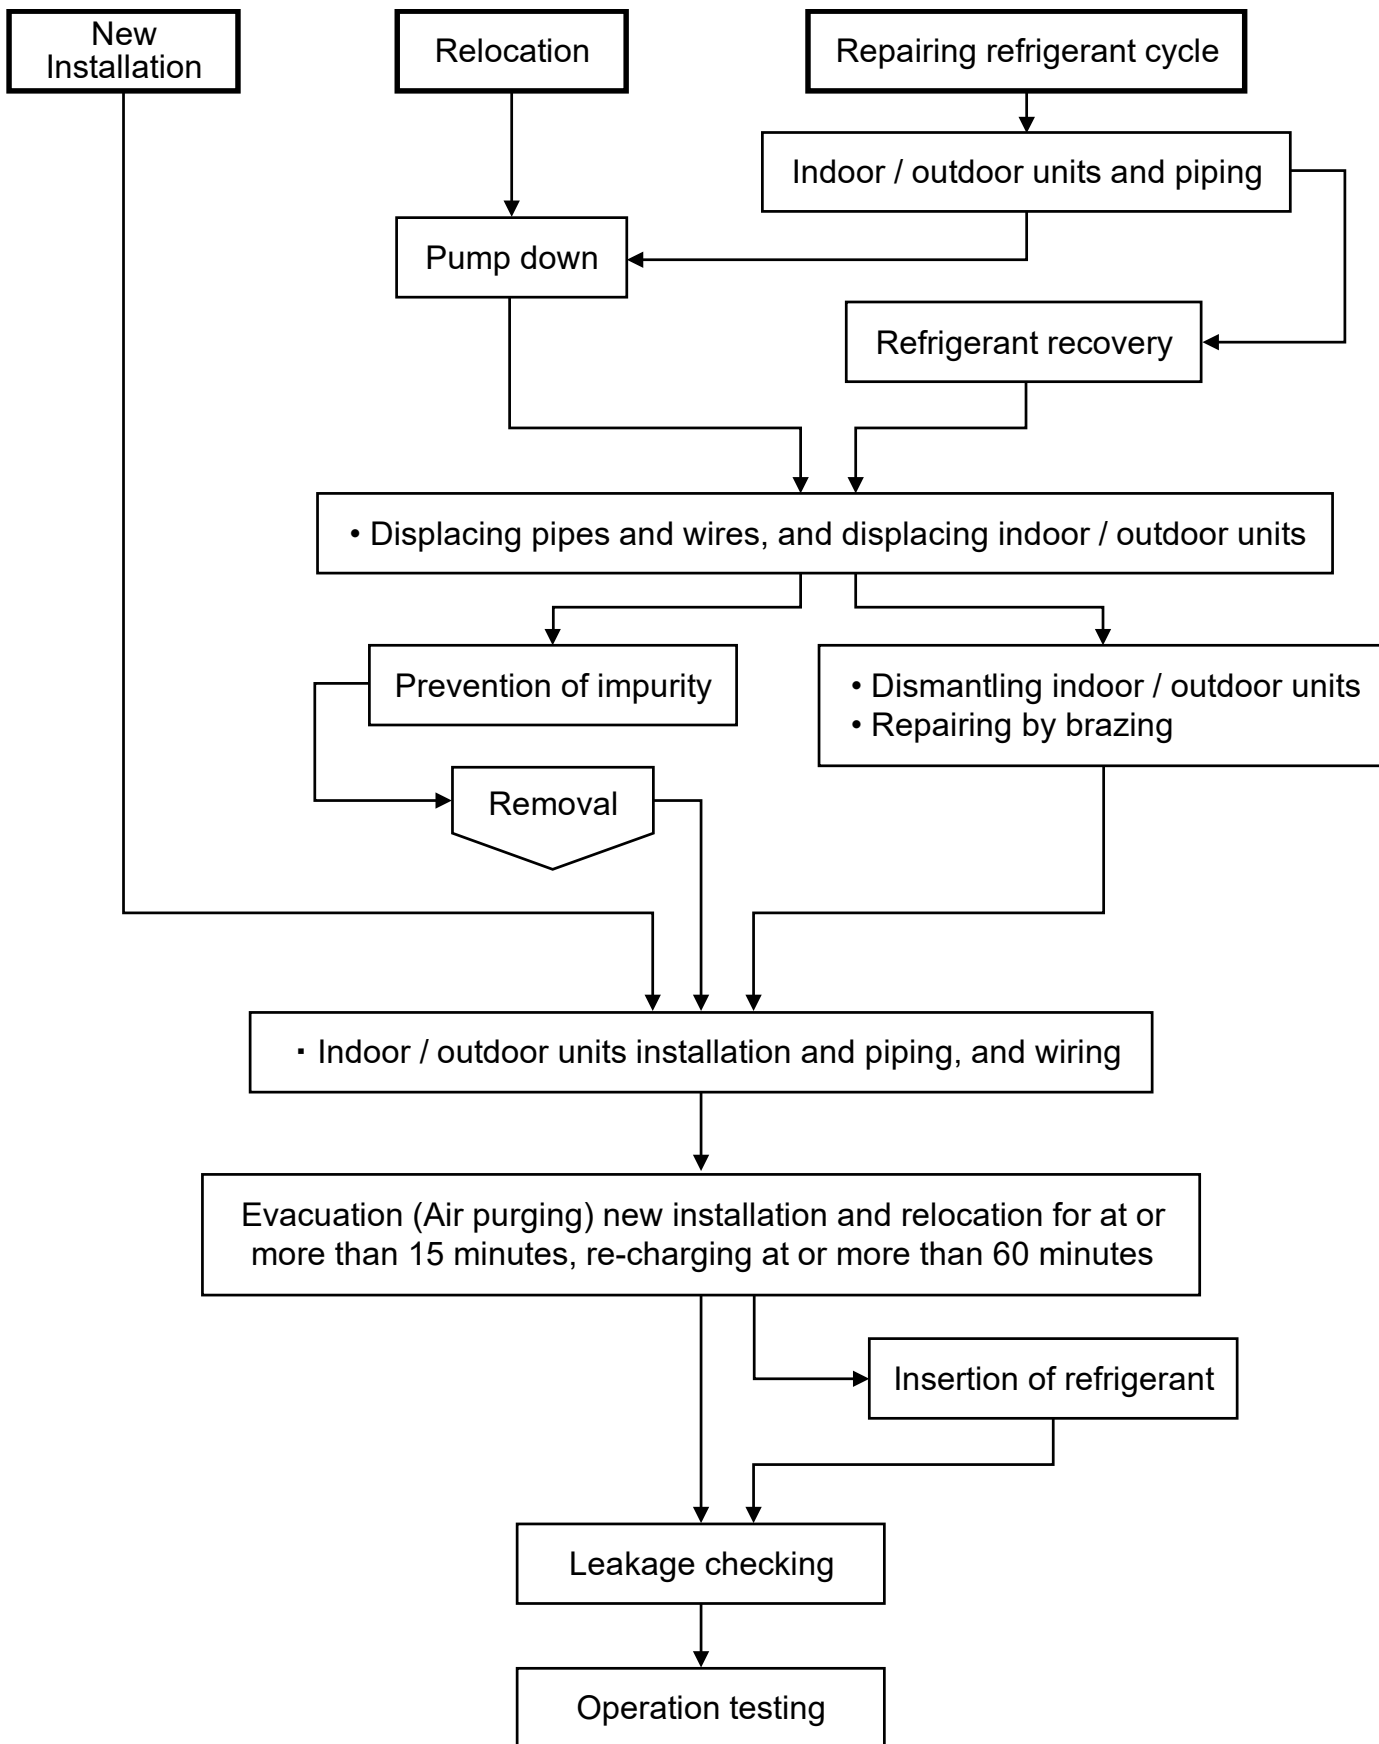 New
Installation
Relocation
Repairing refrigerant cycle
Indoor / outdoor units and piping
Pump down
Refrigerant recovery
• Displacing pipes and wires, and displacing indoor / outdoor units
Prevention of impurity
• Dismantling indoor / outdoor units
• Repairing by brazing
Removal
· Indoor / outdoor units installation and piping, and wiring
Evacuation (Air purging) new installation and relocation for at or
more than 15 minutes, re-charging at or more than 60 minutes
Insertion of refrigerant
Leakage checking
Operation testing